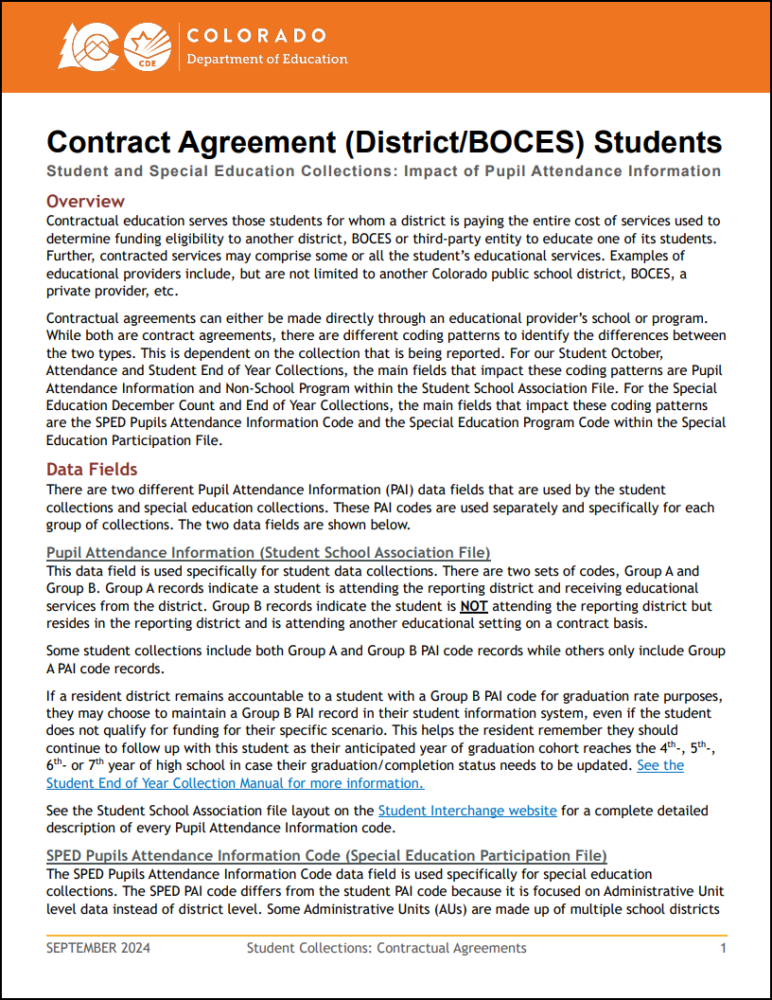 COLORADO
Department of Education
CDE
Contract Agreement (District/BOCES) Students
Student and Special Education Collections: Impact of Pupil Attendance Information
Overview
Contractual education serves those students for whom a district is paying the entire cost of services used to
determine funding eligibility to another district, BOCES or third-party entity to educate one of its students.
Further, contracted services may comprise some or all the student’s educational services. Examples of
educational providers include, but are not limited to another Colorado public school district, BOCES, a
private provider, etc.
Contractual agreements can either be made directly through an educational provider’s school or program.
While both are contract agreements, there are different coding patterns to identify the differences between
the two types. This is dependent on the collection that is being reported. For our Student October,
Attendance and Student End of Year Collections, the main fields that impact these coding patterns are Pupil
Attendance Information and Non-School Program within the Student School Association File. For the Special
Education December Count and End of Year Collections, the main fields that impact these coding patterns
are the SPED Pupils Attendance Information Code and the Special Education Program Code within the Special
Education Participation File.
Data Fields
There are two different Pupil Attendance Information (PAI) data fields that are used by the student
collections and special education collections. These PAI codes are used separately and specifically for each
group of collections. The two data fields are shown below.
Pupil Attendance Information (Student School Association File)
This data field is used specifically for student data collections. There are two sets of codes, Group A and
Group B. Group A records indicate a student is attending the reporting district and receiving educational
services from the district. Group B records indicate the student is NOT attending the reporting district but
resides in the reporting district and is attending another educational setting on a contract basis.
Some student collections include both Group A and Group B PAI code records while others only include Group
A PAI code records.
If a resident district remains accountable to a student with a Group B PAI code for graduation rate purposes,
they may choose to maintain a Group B PAI record in their student information system, even if the student
does not qualify for funding for their specific scenario. This helps the resident remember they should
continue to follow up with this student as their anticipated year of graduation cohort reaches the 4th-, 5th-,
6th- or 7th year of high school in case their graduation/completion status needs to be updated. See the
Student End of Year Collection Manual for more information.
See the Student School Association file layout on the Student Interchange website for a complete detailed
description of every Pupil Attendance Information code.
SPED Pupils Attendance Information Code (Special Education Participation File)
The SPED Pupils Attendance Information Code data field is used specifically for special education
collections. The SPED PAI code differs from the student PAI code because it is focused on Administrative Unit
level data instead of district level. Some Administrative Units (AUs) are made up of multiple school districts
SEPTEMBER 2024 Student Collections: Contractual Agreements 1